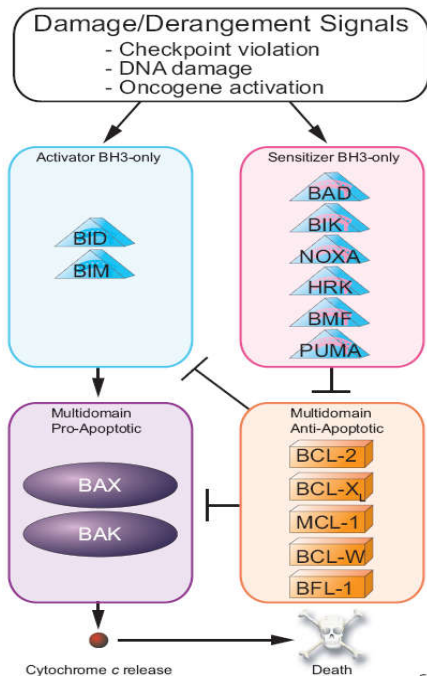 Damage/Derangement Signals
- Checkpoint violation
- DNA damage
- Oncogene activation
Activator BH3-only
BID
BIM
Sensitizer BH3-only
BAD
BIK
NOXA
HRK
BMF
PUMA
Multidomain
Pro-Apoptotic
BAX
BAK
Multidomain
Anti-Apoptotic
BCL-2
BCL-XL
MCL-1
BCL-W
BFL-1
Cytochrome c release
Death